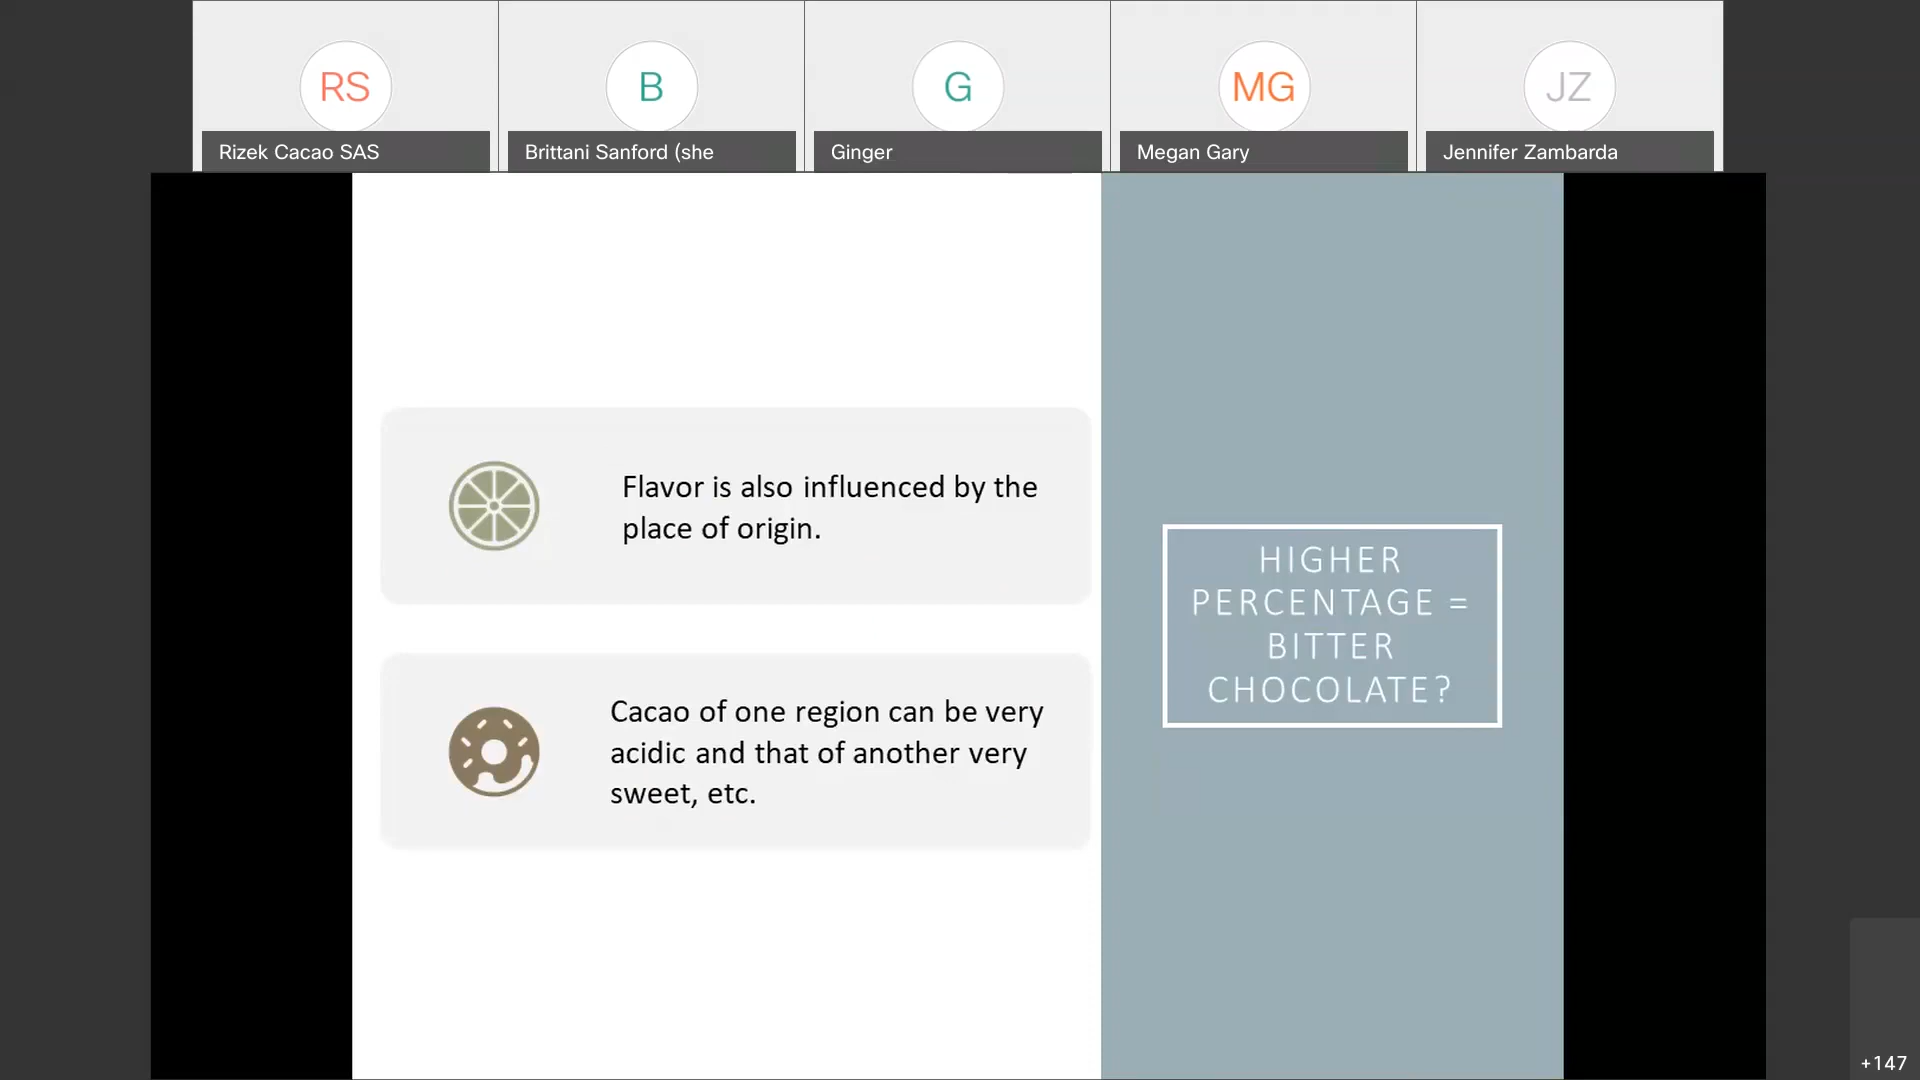 RS
B
G
MG
JZ
Rizek Cacao SAS
Brittani Sanford (she
Ginger
Megan Gary
Jennifer Zambarda
Flavor is also influenced by the
place of origin.
Cacao of one region can be very
acidic and that of another very
sweet, etc.
HIGHER
PERCENTAGE =
BITTER
CHOCOLATE?
+147